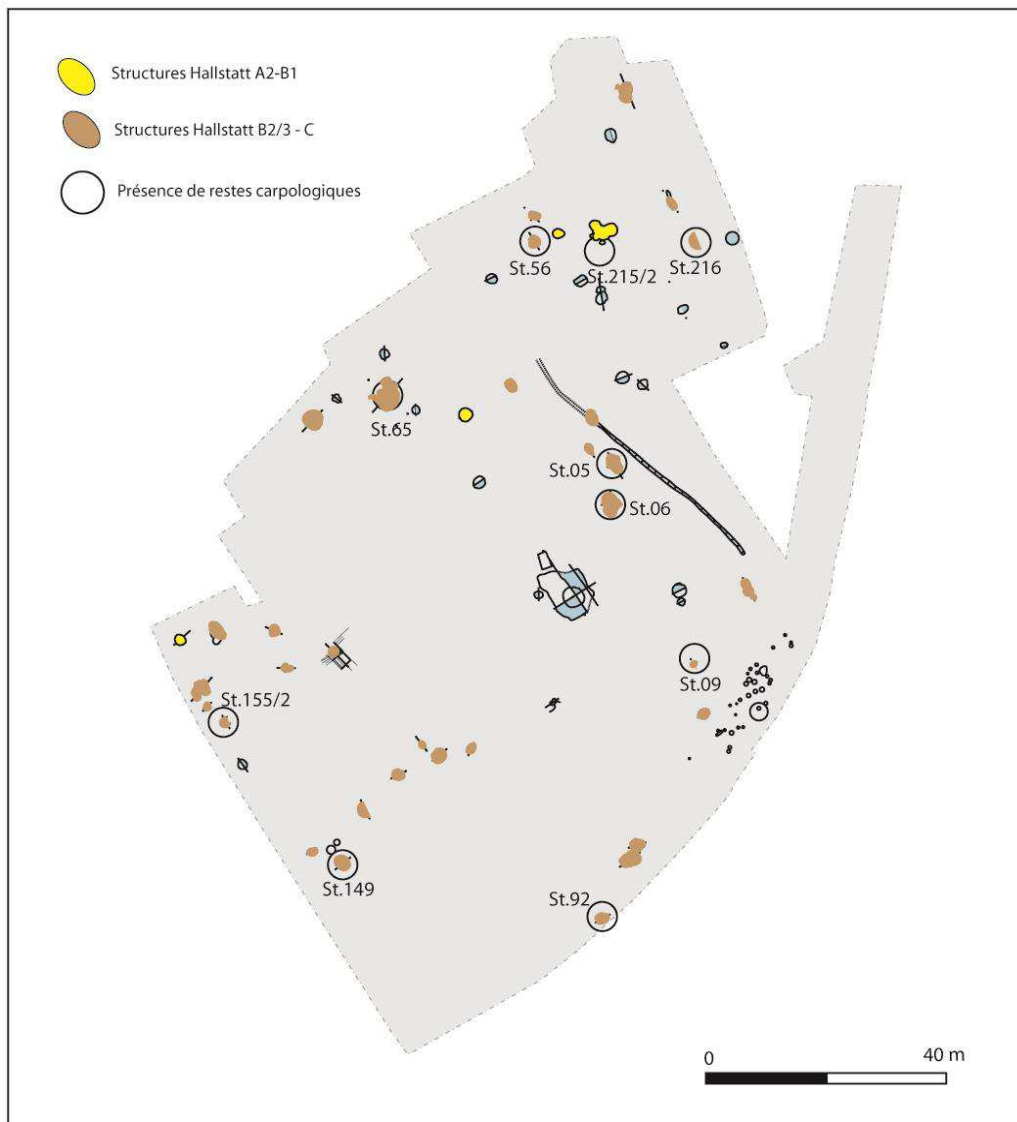 Structures Hallstatt A2-B1
Structures Hallstatt B2/3 - C
Présence de restes carpologiques
St.56
St.215/2
St.216
St.65
St.05
St.06
St.09
St.155/2
St.149
St.92
0 40 m